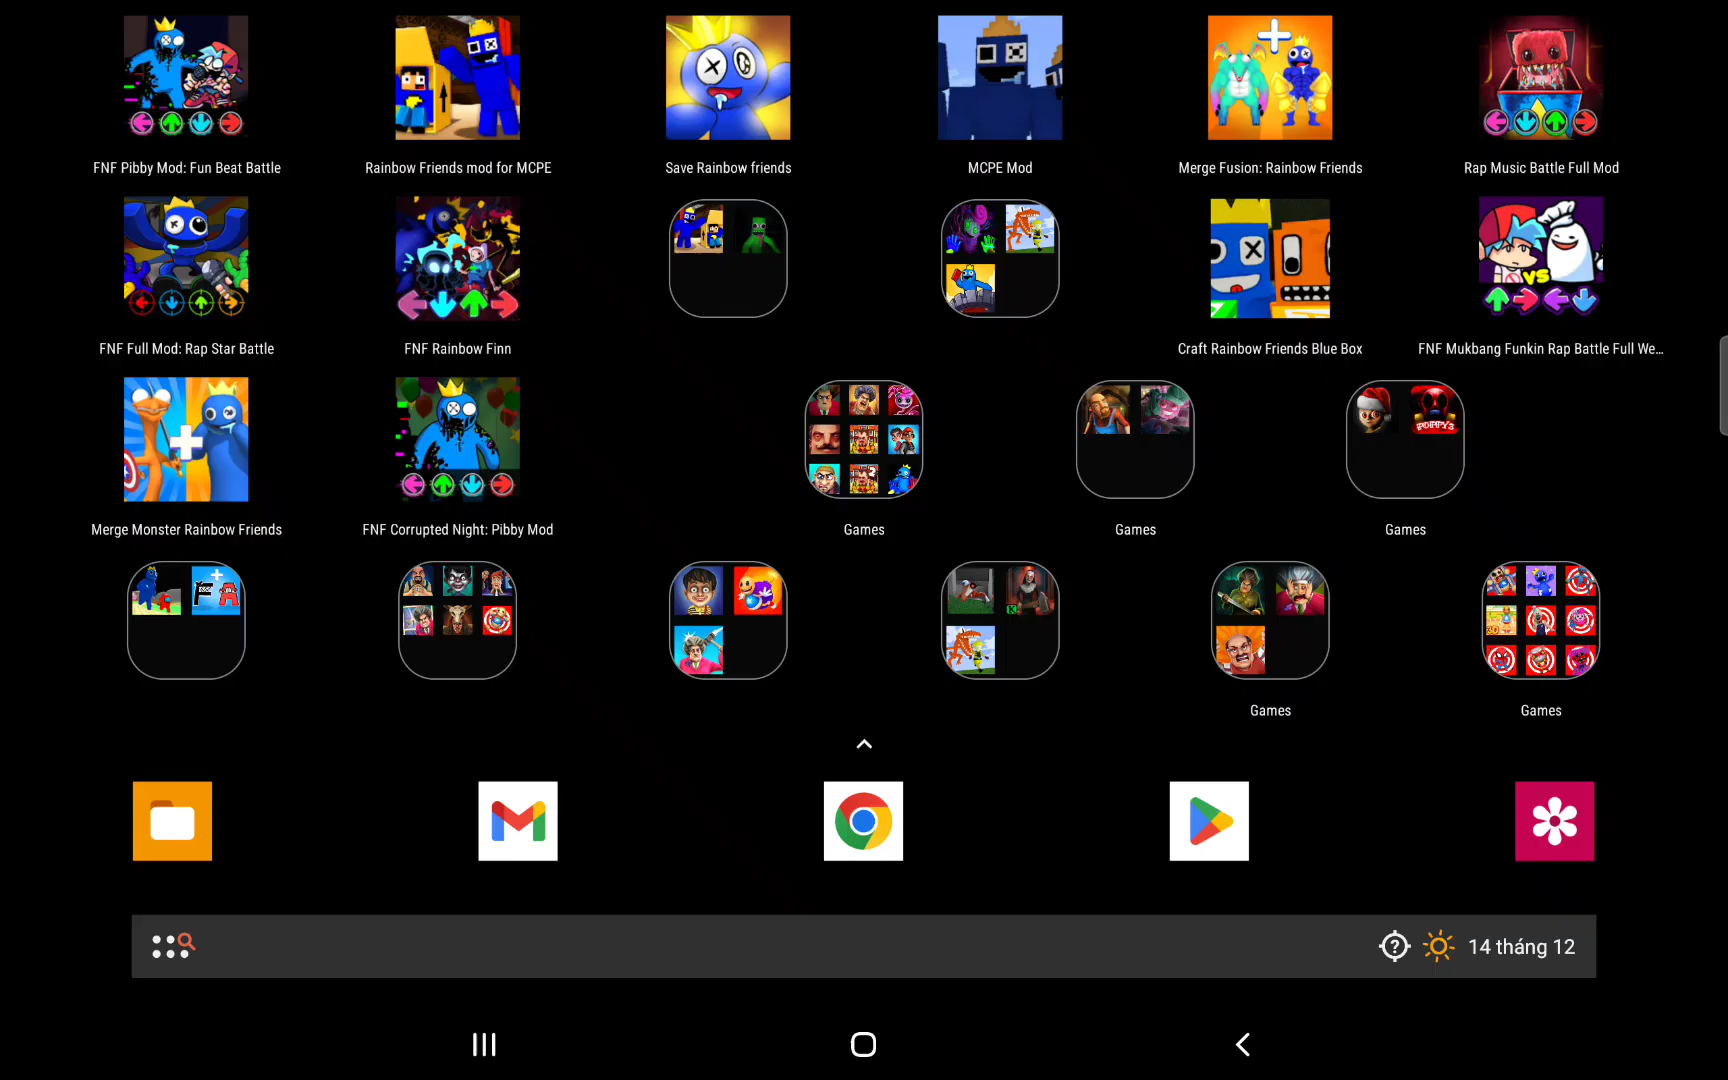 FNF Pibby Mod: Fun Beat Battle
Rainbow Friends mod for MCPE
Save Rainbow friends
MCPE Mod
Merge Fusion: Rainbow Friends
Rap Music Battle Full Mod
VS
FNF Full Mod: Rap Star Battle
FNF Rainbow Finn
Craft Rainbow Friends Blue Box
FNF Mukbang Funkin Rap Battle Full We...
2
Merge Monster Rainbow Friends
FNF Corrupted Night: Pibby Mod
Games
Games
Games
F
Games
Games
14 tháng 12